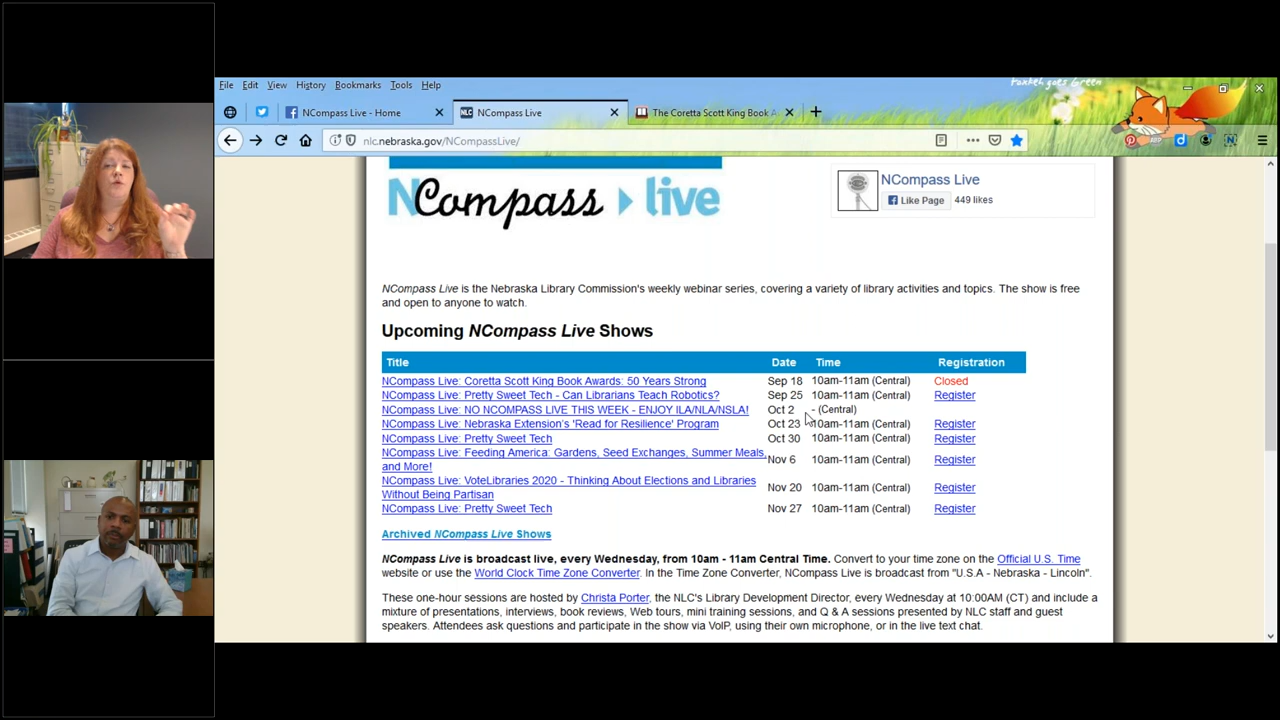 Foxkeh goes Green
File Edit View History Bookmarks Tools Help
NCompass Live - Home
NLC NCompass Live
The Coretta Scott King Book A
nlc.nebraska.gov/NCompassLive/
NCompass live
NCompass Live
Like Page 449 likes
NCompass Live is the Nebraska Library Commission's weekly webinar series, covering a variety of library activities and topics. The show is free
and open to anyone to watch.
Upcoming NCompass Live Shows
Title Date Time Registration
NCompass Live: Coretta Scott King Book Awards: 50 Years Strong Sep 18 10am-11am (Central) Closed
NCompass Live: Pretty Sweet Tech - Can Librarians Teach Robotics? Sep 25 10am-11am (Central) Register
NCompass Live: NO NCOMPASS LIVE THIS WEEK - ENJOY ILA/NLA/NSLA! Oct 2 - (Central)
NCompass Live: Nebraska Extension's 'Read for Resilience' Program Oct 23 10am-11am (Central) Register
NCompass Live: Pretty Sweet Tech Oct 30 10am-11am (Central) Register
NCompass Live: Feeding America: Gardens, Seed Exchanges, Summer Meals, and More! Nov 6 10am-11am (Central) Register
NCompass Live: VoteLibraries 2020 - Thinking About Elections and Libraries Without Being Partisan Nov 20 10am-11am (Central) Register
NCompass Live: Pretty Sweet Tech Nov 27 10am-11am (Central) Register
Archived NCompass Live Shows
NCompass Live is broadcast live, every Wednesday, from 10am - 11am Central Time. Convert to your time zone on the Official U.S. Time
website or use the World Clock Time Zone Converter. In the Time Zone Converter, NCompass Live is broadcast from "U.S.A - Nebraska - Lincoln".
These one-hour sessions are hosted by Christa Porter, the NLC's Library Development Director, every Wednesday at 10:00AM (CT) and include a
mixture of presentations, interviews, book reviews, Web tours, mini training sessions, and Q & A sessions presented by NLC staff and guest
speakers. Attendees ask questions and participate in the show via VoIP, using their own microphone, or in the live text chat.